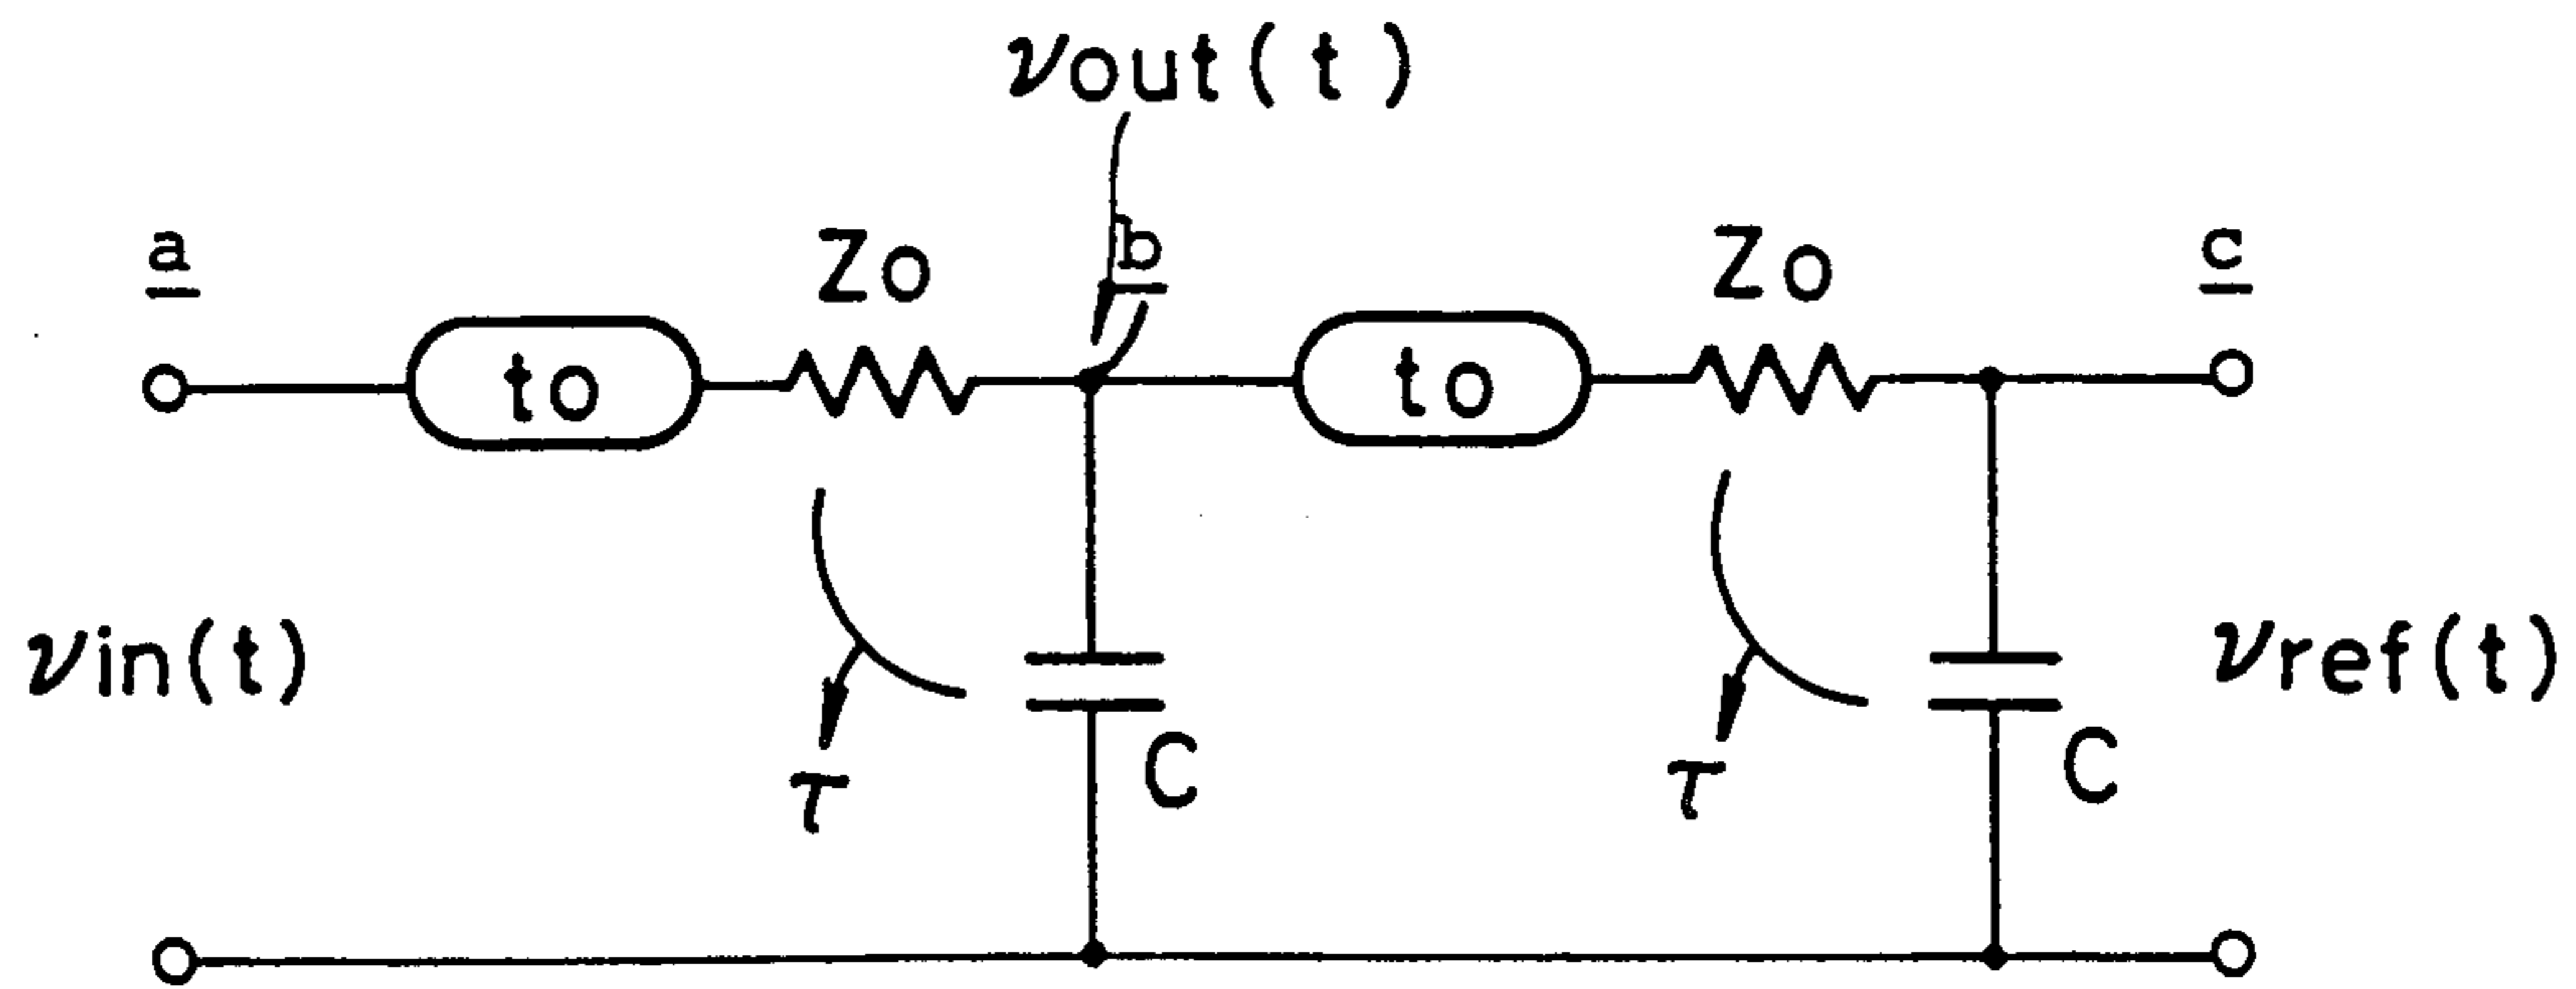 νout(t)
a
Zo
b
Zo
c
to
to
νin(t)
τ
C
τ
C
νref(t)